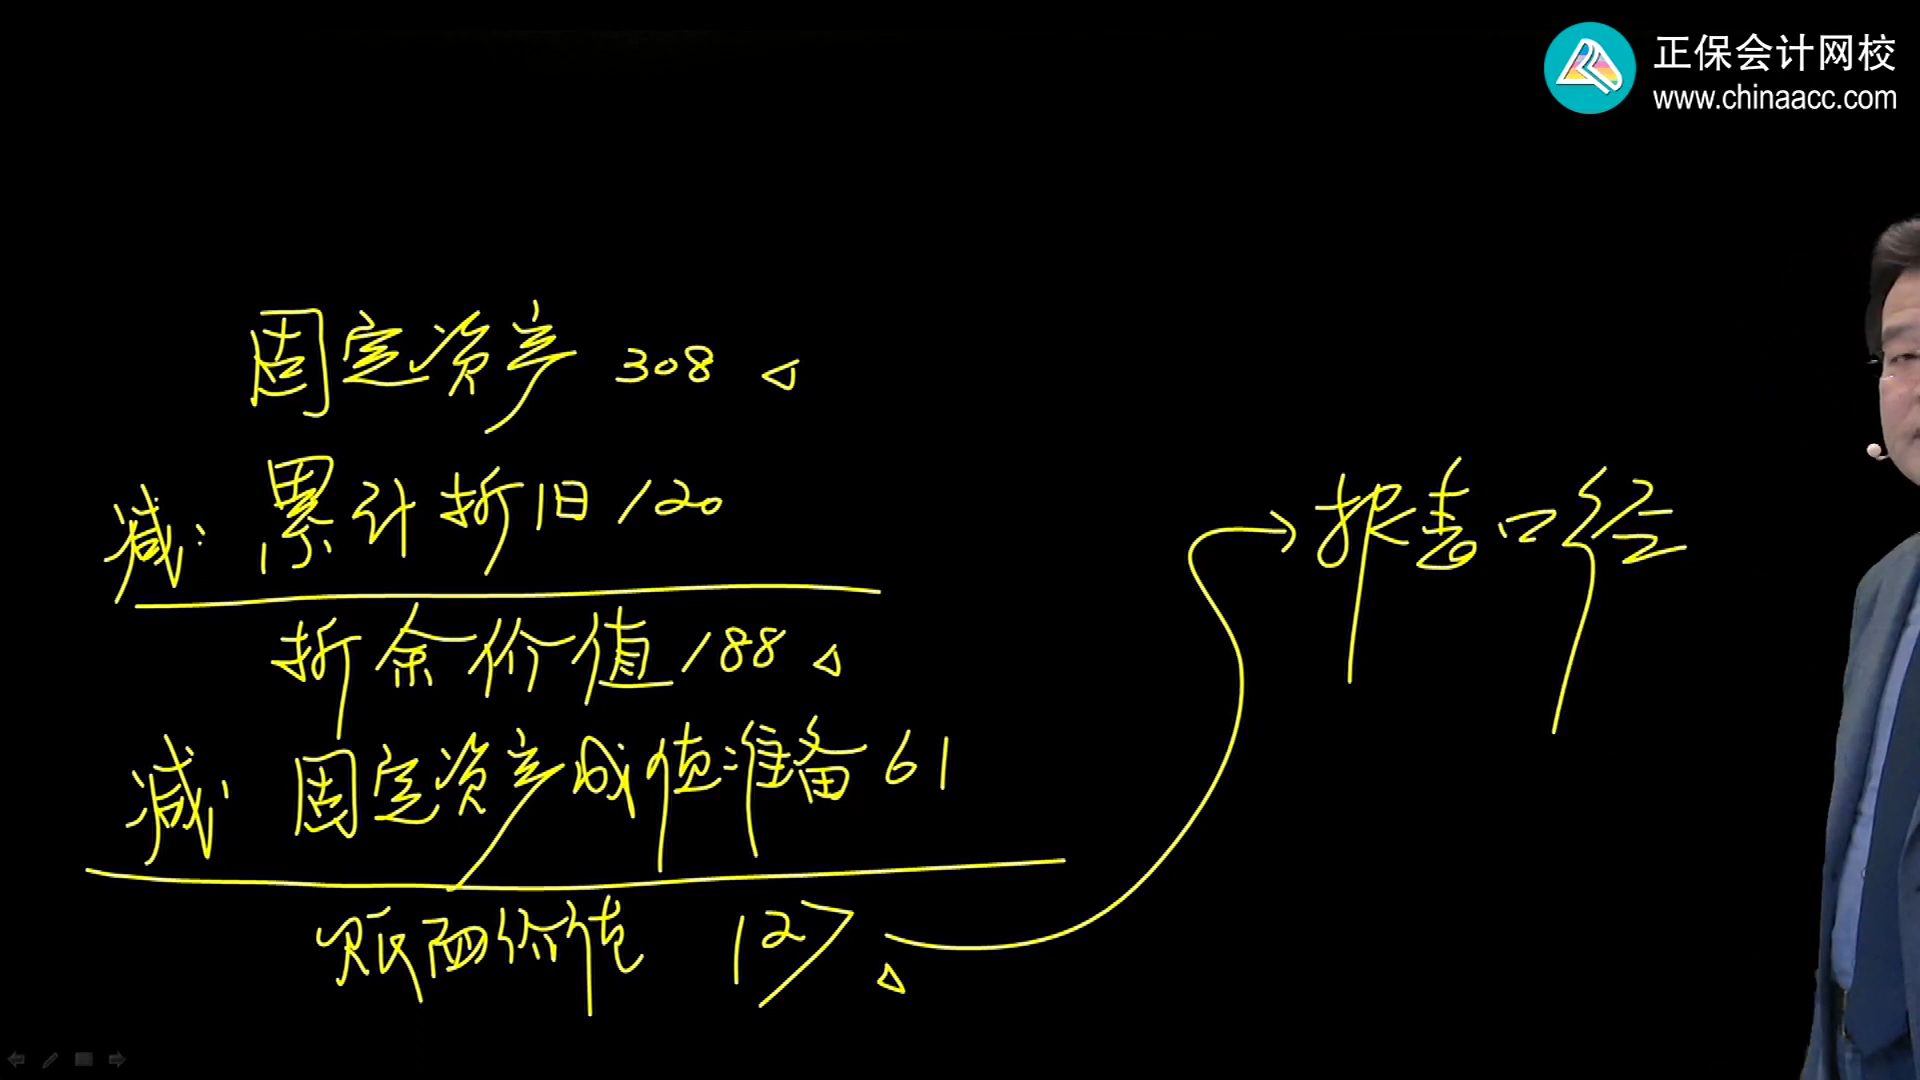 正保会计网校
www.chinaacc.com
固定资产 308 △
减: 累计折旧 120
折余价值 188 △
减: 固定资产减值准备 61
账面价值 127 △
报表口径